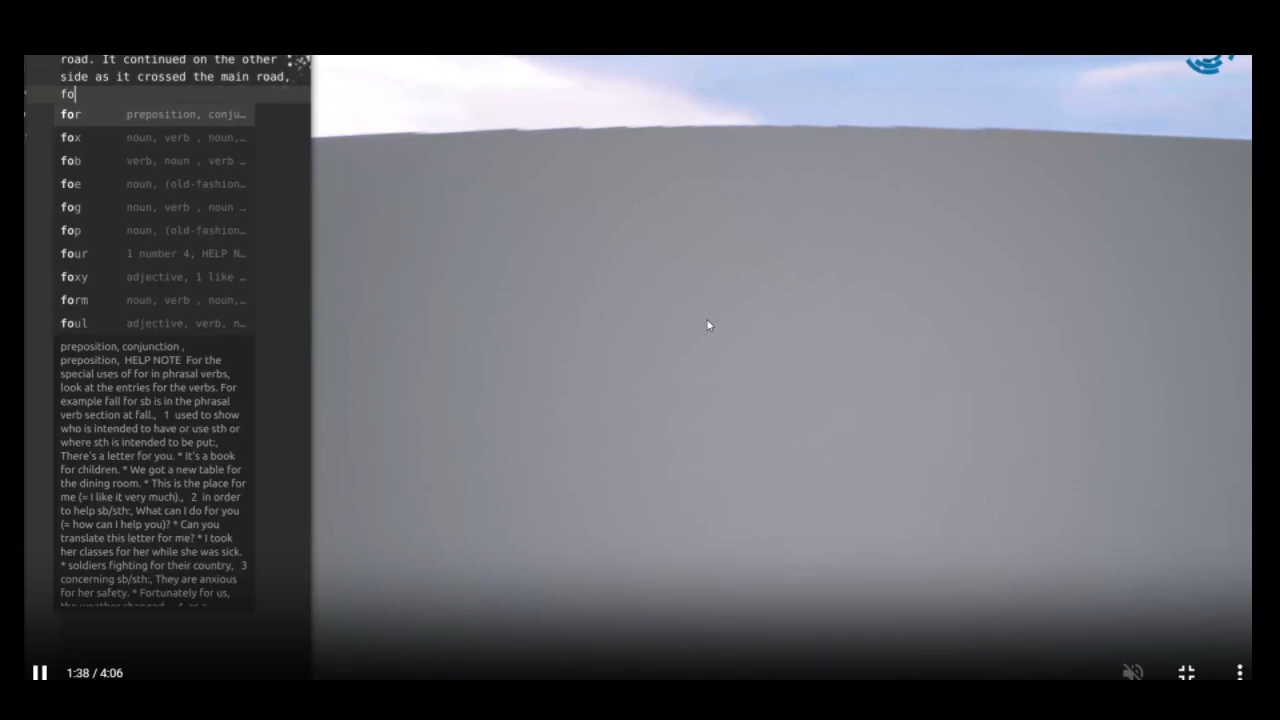 road. It continued on the other
side as it crossed the main road,
fo
for preposition, conju…
fox noun, verb , noun,…
fob verb, noun , verb …
foe noun, (old-fashion…
fog noun, verb , noun …
fop noun, (old-fashion…
four 1 number 4, HELP N…
foxy adjective, 1 like …
form noun, verb , noun,…
foul adjective, verb, n…
preposition, conjunction ,
preposition, HELP NOTE For the
special uses of for in phrasal verbs,
look at the entries for the verbs. For
example fall for sb is in the phrasal
verb section at fall., 1 used to show
who is intended to have or use sth or
where sth is intended to be put:,
There's a letter for you. * It's a book
for children. * We got a new table for
the dining room. * This is the place for
me (= I like it very much)., 2 in order
to help sb/sth:, What can I do for you
(= how can I help you)? * Can you
translate this letter for me? * I took
her classes for her while she was sick.
* soldiers fighting for their country, 3
concerning sb/sth:, They are anxious
for her safety. * Fortunately for us,
the weather changed., 4 as a
1:38 / 4:06